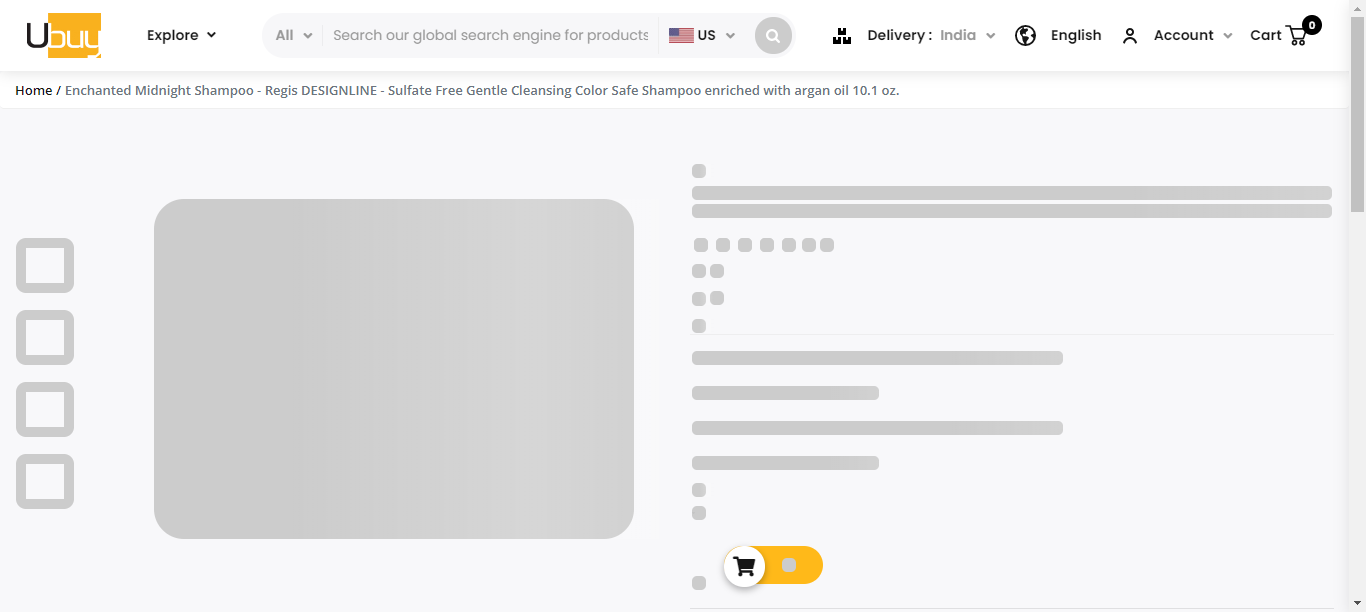 Ubuy Explore All Search our global search engine for products US Delivery : India English Account Cart 0
Home / Enchanted Midnight Shampoo - Regis DESIGNLINE - Sulfate Free Gentle Cleansing Color Safe Shampoo enriched with argan oil 10.1 oz.